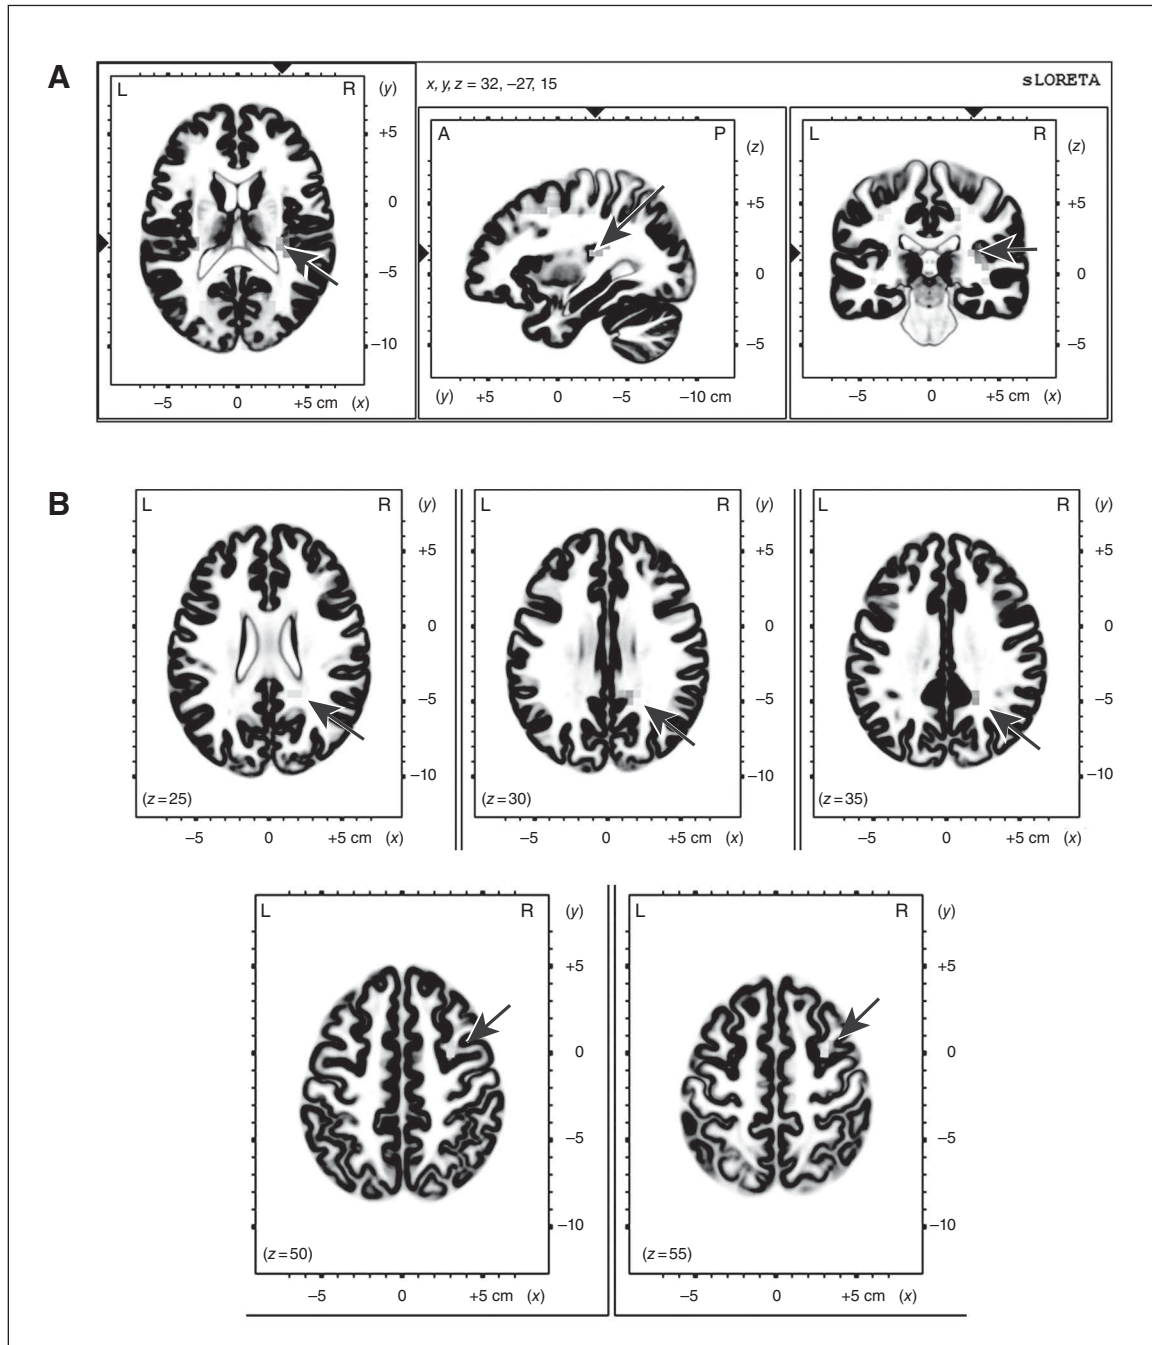 A
x, y, z = 32, −27, 15
sLORETA
L R (y)
+5
0
−5
−10
−5 0 +5 cm (x)
A P (z)
+5
0
−5
(y) +5 0 −5 −10 cm
L R (z)
+5
0
−5
−5 0 +5 cm (x)
B
L R (y)
+5
0
−5
−10
(z=25)
−5 0 +5 cm (x)
L R (y)
+5
0
−5
−10
(z=30)
−5 0 +5 cm (x)
L R (y)
+5
0
−5
−10
(z=35)
−5 0 +5 cm (x)
L R (y)
+5
0
−5
−10
(z=50)
−5 0 +5 cm (x)
L R (y)
+5
0
−5
−10
(z=55)
−5 0 +5 cm (x)